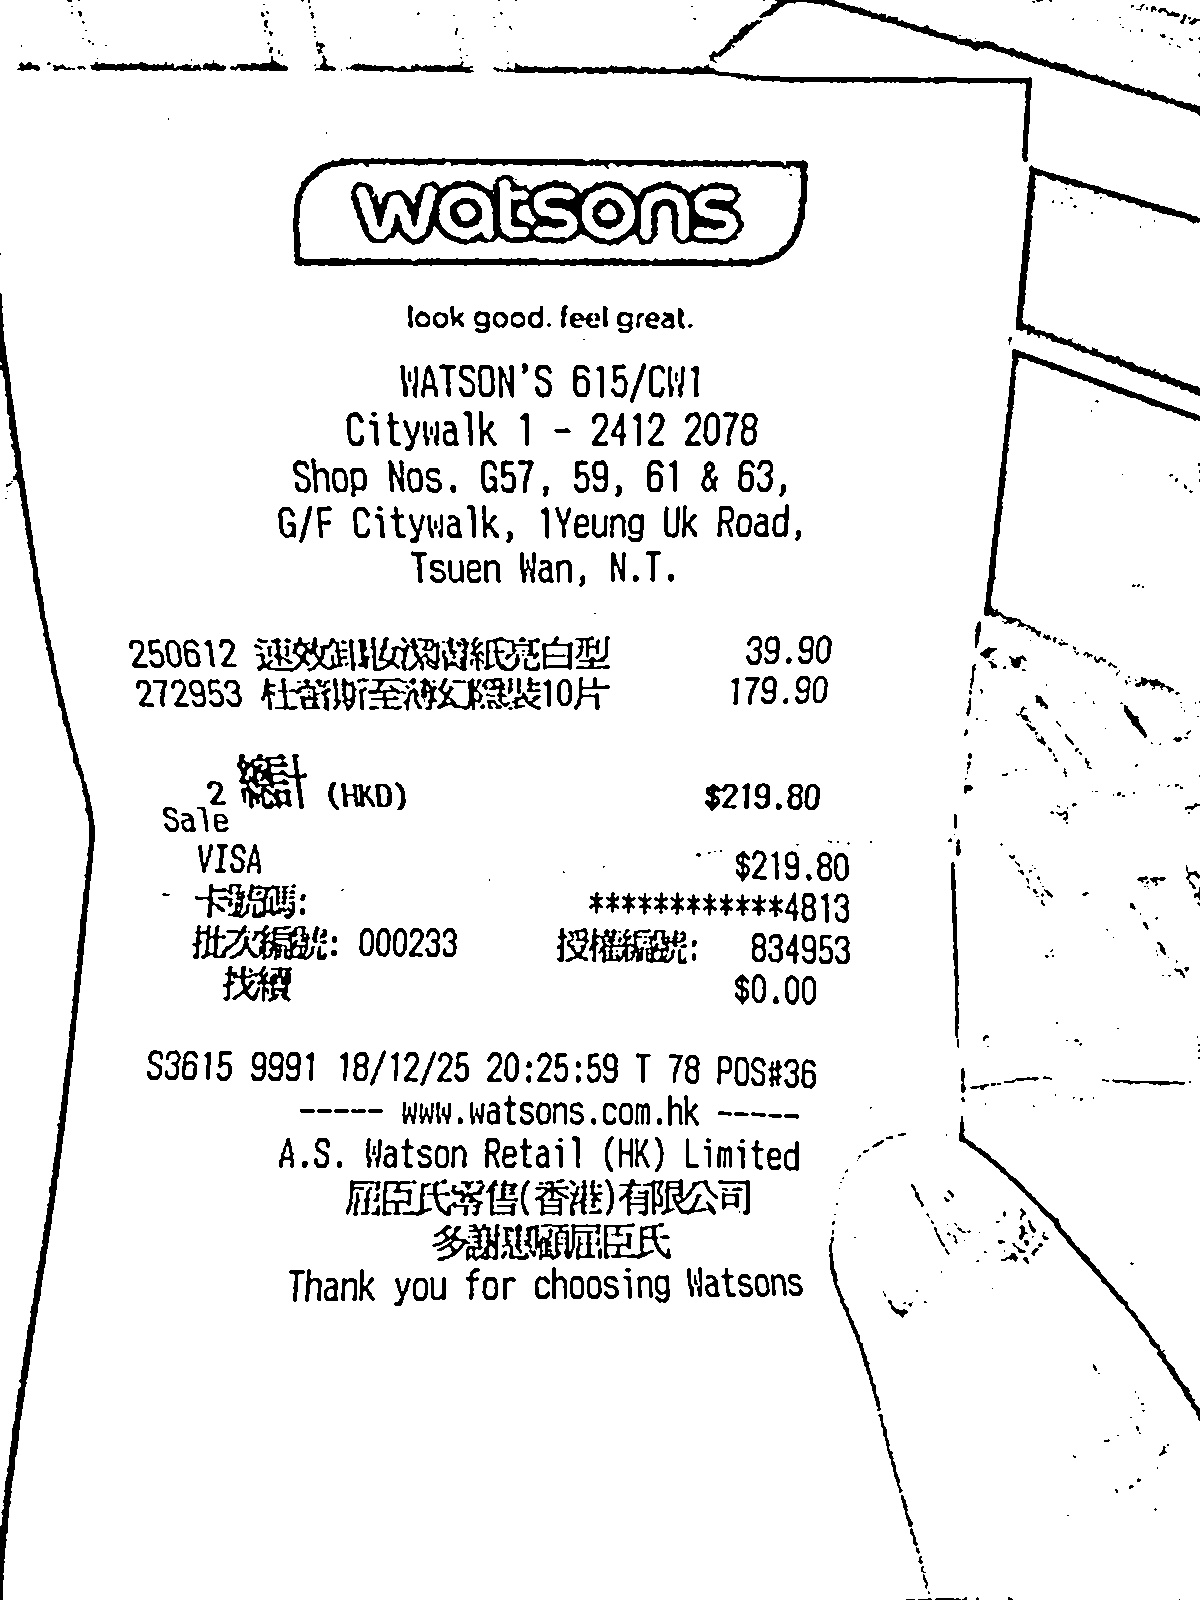 watsons
look good. feel great.
WATSON'S 615/CW1
Citywalk 1 - 2412 2078
Shop Nos. G57, 59, 61 & 63,
G/F Citywalk, 1Yeung Uk Road,
Tsuen Wan, N.T.
250612 速效卸妝潔膚紙亮白型 39.90
272953 杜蕾斯至薄幻隱裝10片 179.90
2 總計 (HKD) $219.80
Sale
VISA $219.80
卡號碼: ************4813
批次編號: 000233 授權編號: 834953
找續 $0.00
S3615 9991 18/12/25 20:25:59 T 78 POS#36
----- www.watsons.com.hk -----
A.S. Watson Retail (HK) Limited
屈臣氏零售(香港)有限公司
多謝惠顧屈臣氏
Thank you for choosing Watsons